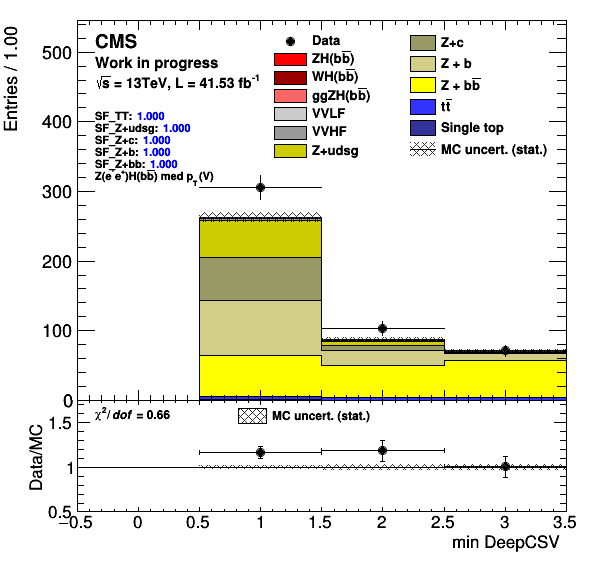 Entries / 1.00
500
400
300
200
100
0
CMS
Work in progress
√s = 13TeV, L = 41.53 fb⁻¹
SF_TT: 1.000
SF_Z+udsg: 1.000
SF_Z+c: 1.000
SF_Z+b: 1.000
SF_Z+bb: 1.000
Z(e⁻e⁺)H(bb̅) med p_T(V)
Data
ZH(bb̅)
WH(bb̅)
ggZH(bb̅)
VVLF
VVHF
Z+udsg
Z+c
Z + b
Z + bb̅
tt̅
Single top
MC uncert. (stat.)
Data/MC
1.5
1
0.5
χ²/dof = 0.66
MC uncert. (stat.)
−0.5 0 0.5 1 1.5 2 2.5 3 3.5
min DeepCSV